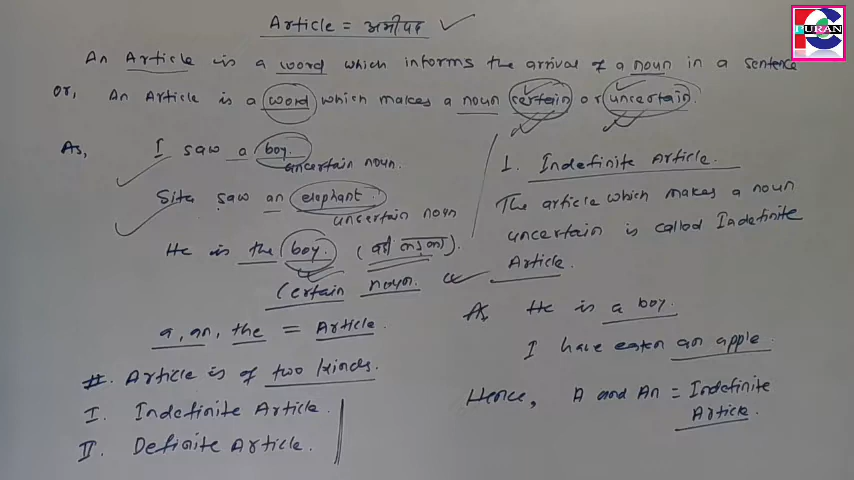 Article = अभीपद
An Article is a word which informs the arrival of a noun in a sentence
or, An Article is a word which makes a noun certain or uncertain.
As, I saw a boy.
uncertain noun.
Sita saw an elephant.
uncertain noun
He is the boy. (वही लड़का).
Certain noun.
a, an, the = Article.
#. Article is of two kinds.
I. Indefinite Article.
II. Definite Article.
1. Indefinite Article.
The article which makes a noun
uncertain is called Indefinite
Article.
As He is a boy.
I have eaten an apple.
Hence, A and An = Indefinite
Article.
PURAN